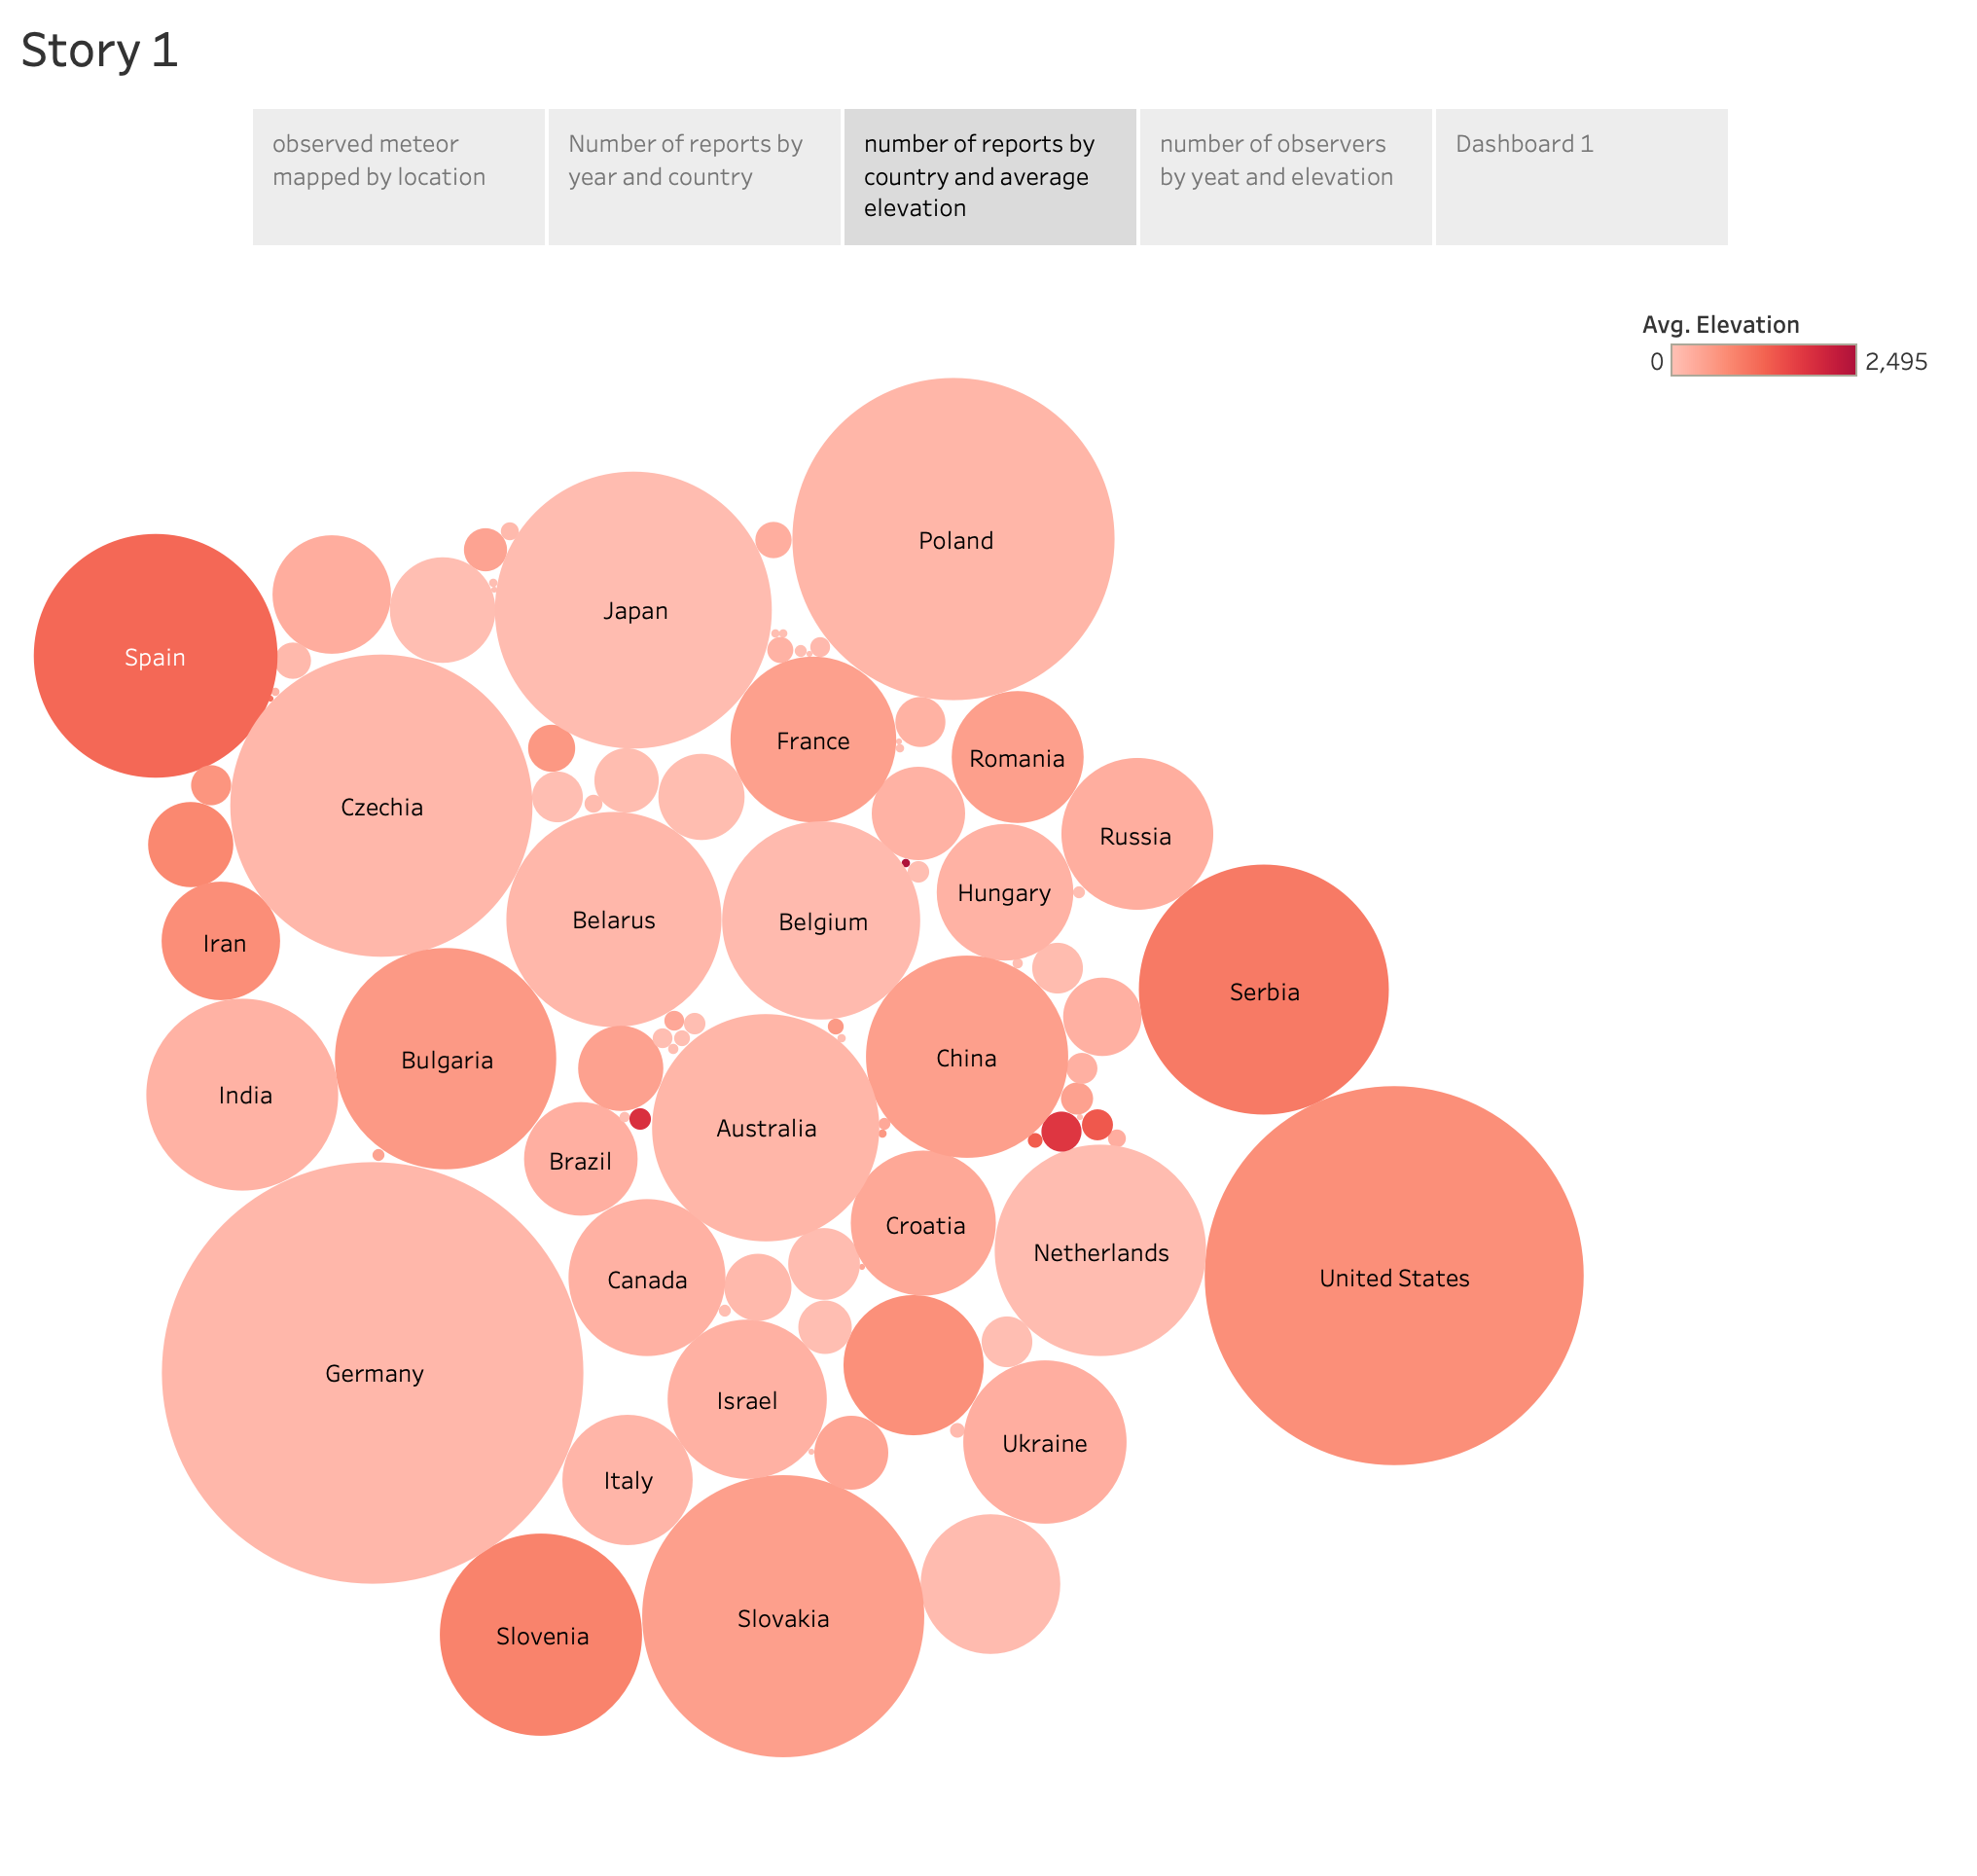 Story 1
observed meteor
mapped by location
Number of reports by
year and country
number of reports by
country and average
elevation
number of observers
by yeat and elevation
Dashboard 1
Avg. Elevation
0
2,495
Poland
Japan
Spain
France
Romania
Czechia
Russia
Hungary
Belarus
Belgium
Iran
Serbia
China
Bulgaria
India
Australia
Brazil
Croatia
Netherlands
Canada
United States
Germany
Israel
Ukraine
Italy
Slovakia
Slovenia